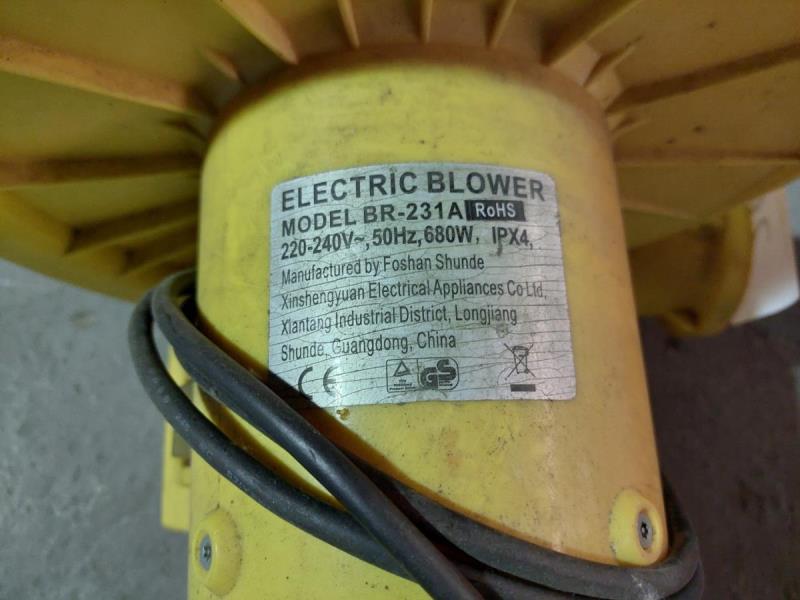 ELECTRIC BLOWER
MODEL BR-231A RoHS
220-240V~,50Hz,680W, IPX4,
Manufactured by Foshan Shunde
Xinshengyuan Electrical Appliances Co Ltd,
Xiantang Industrial District, Longjiang
Shunde, Guangdong, China
CE GS